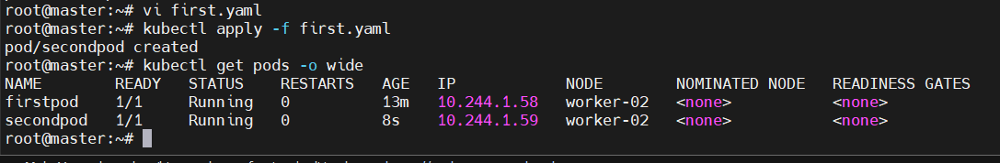 root@master:~# vi first.yaml
root@master:~# kubectl apply -f first.yaml
pod/secondpod created
root@master:~# kubectl get pods -o wide
NAME READY STATUS RESTARTS AGE IP NODE NOMINATED NODE READINESS GATES
firstpod 1/1 Running 0 13m 10.244.1.58 worker-02 <none> <none>
secondpod 1/1 Running 0 8s 10.244.1.59 worker-02 <none> <none>
root@master:~#